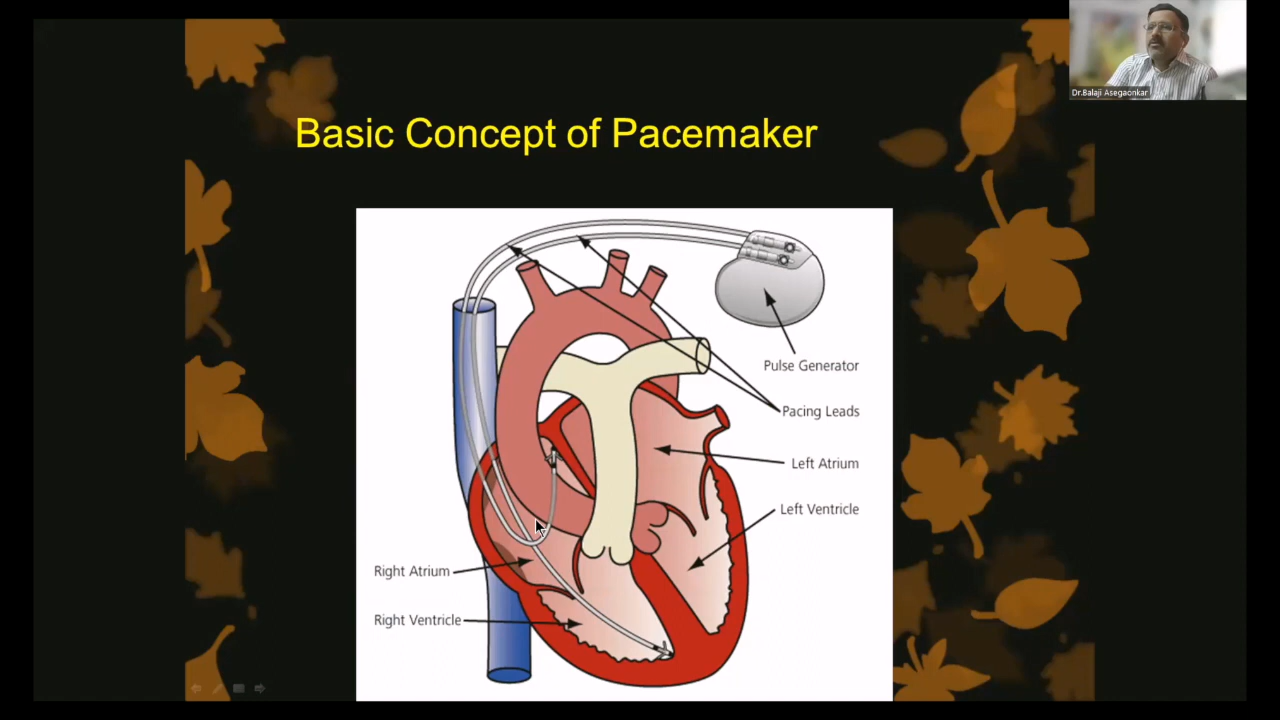 Dr.Balaji Asegaonkar
Basic Concept of Pacemaker
Pulse Generator
Pacing Leads
Left Atrium
Left Ventricle
Right Atrium
Right Ventricle